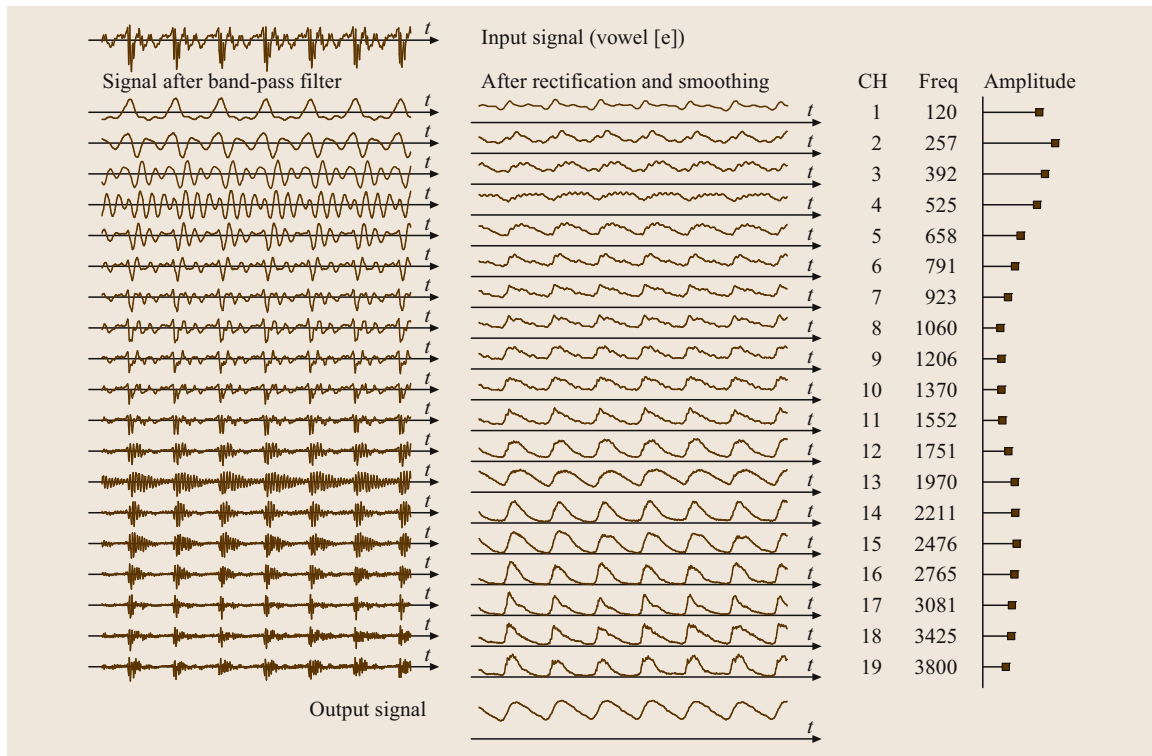 t
Input signal (vowel [e])
Signal after band-pass filter After rectification and smoothing CH Freq Amplitude
t t 1 120
t t 2 257
t t 3 392
t t 4 525
t t 5 658
t t 6 791
t t 7 923
t t 8 1060
t t 9 1206
t t 10 1370
t t 11 1552
t t 12 1751
t t 13 1970
t t 14 2211
t t 15 2476
t t 16 2765
t t 17 3081
t t 18 3425
t t 19 3800
Output signal
t